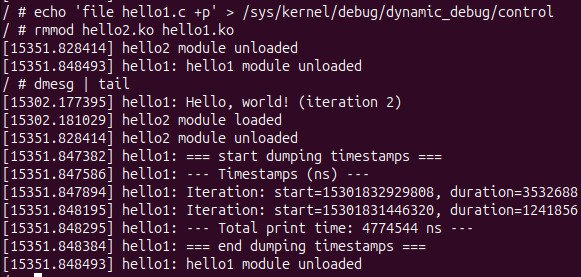 / # echo 'file hello1.c +p' > /sys/kernel/debug/dynamic_debug/control
/ # rmmod hello2.ko hello1.ko
[15351.828414] hello2 module unloaded
[15351.848493] hello1: hello1 module unloaded
/ # dmesg | tail
[15302.177395] hello1: Hello, world! (iteration 2)
[15302.181029] hello2 module loaded
[15351.828414] hello2 module unloaded
[15351.847382] hello1: === start dumping timestamps ===
[15351.847586] hello1: --- Timestamps (ns) ---
[15351.847894] hello1: Iteration: start=15301832929808, duration=3532688
[15351.848195] hello1: Iteration: start=15301831446320, duration=1241856
[15351.848295] hello1: --- Total print time: 4774544 ns ---
[15351.848384] hello1: === end dumping timestamps ===
[15351.848493] hello1: hello1 module unloaded